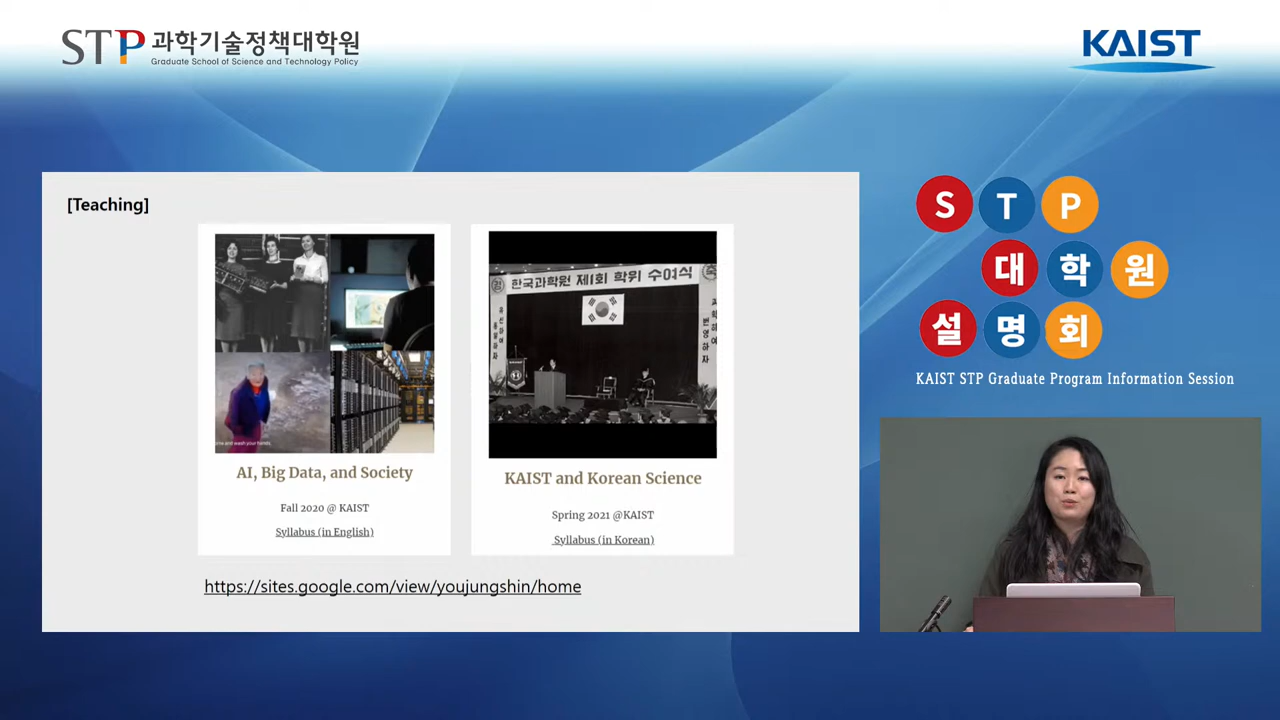 STP 과학기술정책대학원
Graduate School of Science and Technology Policy
KAIST
[Teaching]
한국과학원 제1회 학위 수여식
AI, Big Data, and Society
Fall 2020 @ KAIST
Syllabus (in English)
KAIST and Korean Science
Spring 2021 @KAIST
Syllabus (in Korean)
https://sites.google.com/view/youjungshin/home
STP
대학원
설명회
KAIST STP Graduate Program Information Session